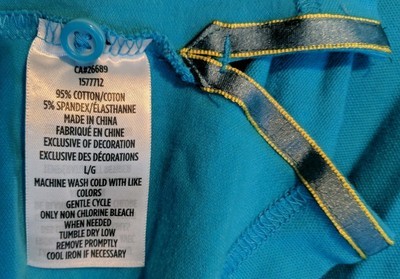 CA#26689
1577712
95% COTTON/COTON
5% SPANDEX/ÉLASTHANNE
MADE IN CHINA
FABRIQUÉ EN CHINE
EXCLUSIVE OF DECORATION
EXCLUSIVE DES DÉCORATIONS
L/G
MACHINE WASH COLD WITH LIKE
COLORS
GENTLE CYCLE
ONLY NON CHLORINE BLEACH
WHEN NEEDED
TUMBLE DRY LOW
REMOVE PROMPTLY
COOL IRON IF NECESSARY